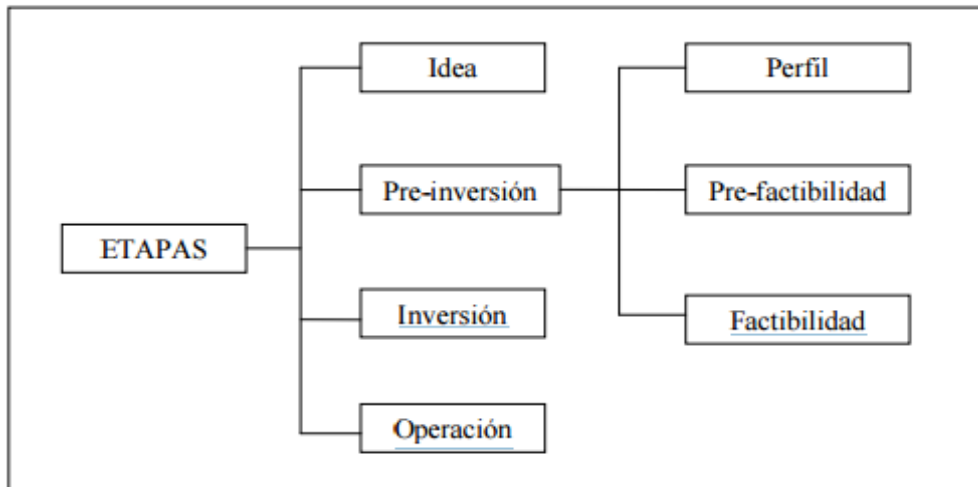 Idea
Perfil
Pre-inversión
Pre-factibilidad
ETAPAS
Inversión
Factibilidad
Operación